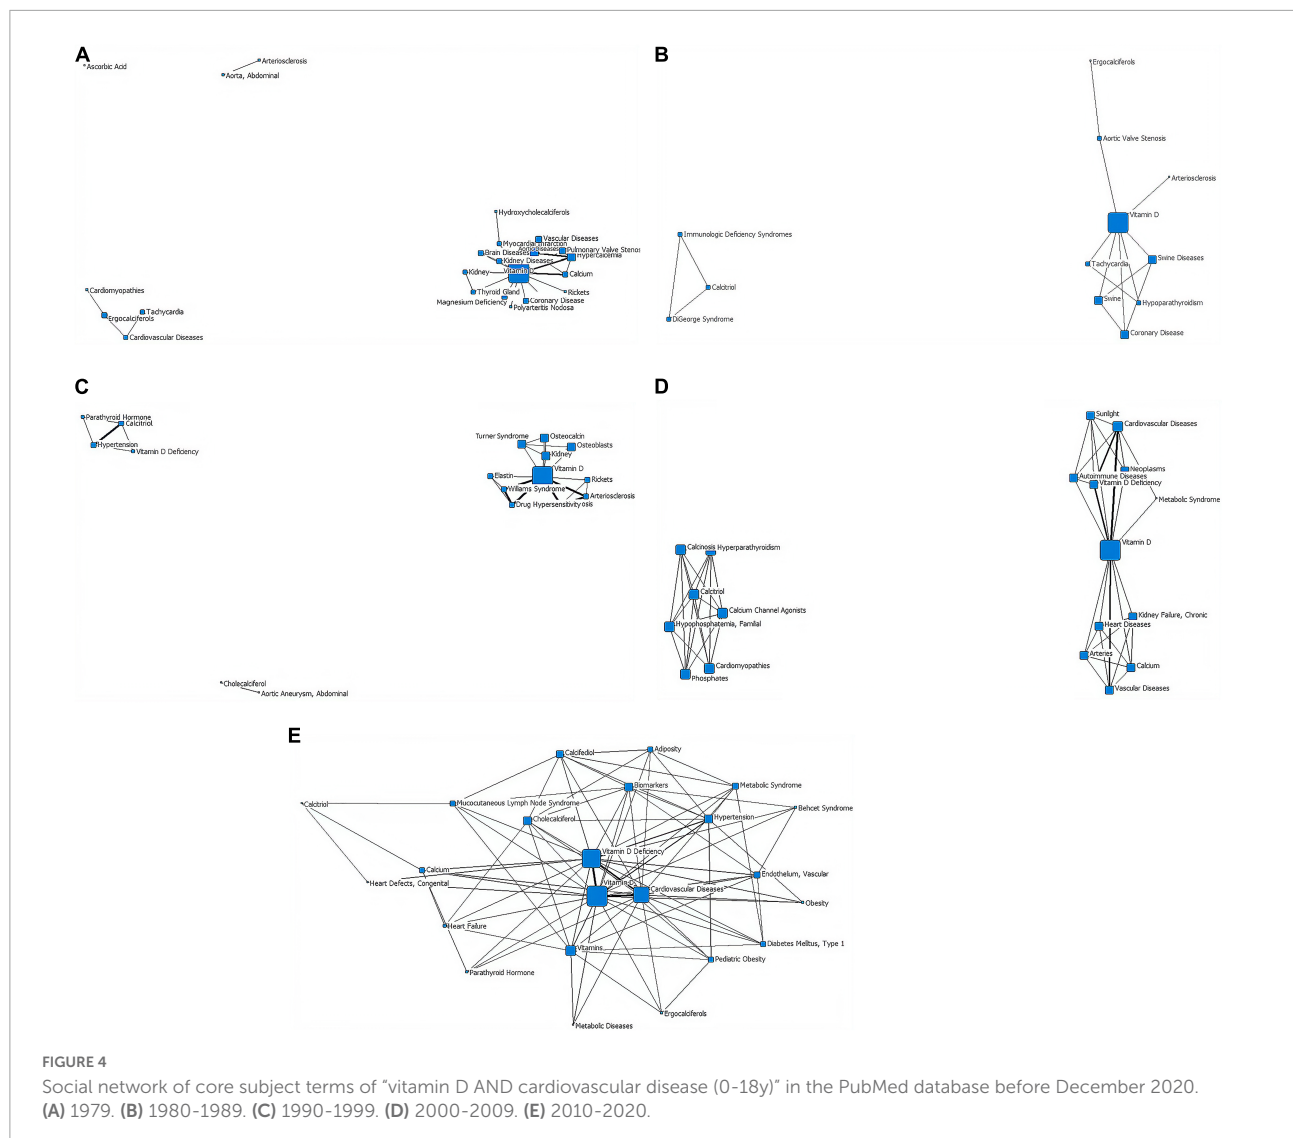 A
Ascorbic Acid
Arteriosclerosis
Aorta, Abdominal
Hydroxycholecalciferols
Vascular Diseases
Myocardial Infarction
Pulmonary Valve Stenos
Brain Diseases
Hypercalcemia
Kidney Diseases
Vitamin
Kidney
Calcium
Thyroid Gland
Rickets
Magnesium Deficiency
Coronary Disease
Polyarteritis Nodosa
Cardiomyopathies
Tachycardia
Ergocalciferols
Cardiovascular Diseases
B
Ergocalciferols
Aortic Valve Stenosis
Arteriosclerosis
Vitamin D
Immunologic Deficiency Syndromes
Swine Diseases
Tachycardia
Calcitriol
Swine
Hypoparathyroidism
DiGeorge Syndrome
Coronary Disease
C
Parathyroid Hormone
Calcitriol
Hypertension
Vitamin D Deficiency
Turner Syndrome
Osteocalcin
Osteoblasts
Kidney
Vitamin D
Elastin
Rickets
Williams Syndrome
Arteriosclerosis
Drug Hypersensitivity
osis
Cholecalciferol
Aortic Aneurysm, Abdominal
D
Sunlight
Cardiovascular Diseases
Neoplasms
Autoimmune Diseases
Vitamin D Deficiency
Metabolic Syndrome
Vitamin D
Calcinosis
Hyperparathyroidism
Calcitriol
Calcium Channel Agonists
Hypophosphatemia, Familial
Cardiomyopathies
Phosphates
Kidney Failure, Chronic
Heart Diseases
Arteries
Calcium
Vascular Diseases
E
Calcifediol
Adiposity
Biomarkers
Metabolic Syndrome
Calcitriol
Mucocutaneous Lymph Node Syndrome
Behcet Syndrome
Cholecalciferol
Hypertension
Vitamin D Deficiency
Calcium
Endothelium, Vascular
Heart Defects, Congenital
Vitamin D
Cardiovascular Diseases
Obesity
Heart Failure
Vitamins
Diabetes Mellitus, Type 1
Pediatric Obesity
Parathyroid Hormone
Ergocalciferols
Metabolic Diseases
FIGURE 4
Social network of core subject terms of “vitamin D AND cardiovascular disease (0-18y)” in the PubMed database before December 2020.
(A) 1979. (B) 1980-1989. (C) 1990-1999. (D) 2000-2009. (E) 2010-2020.